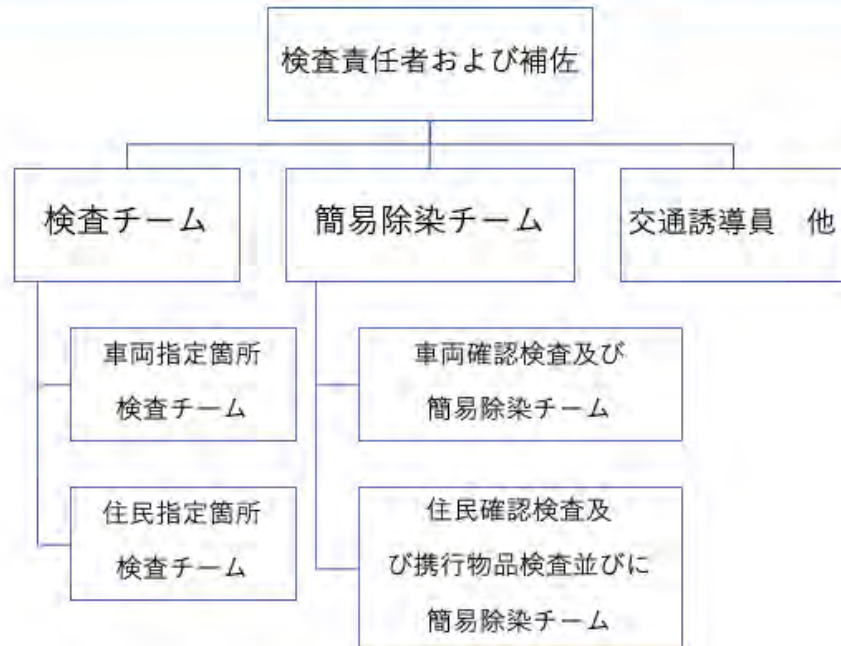 検査責任者および補佐
検査チーム
簡易除染チーム
交通誘導員　他
車両指定箇所
検査チーム
車両確認検査及び
簡易除染チーム
住民指定箇所
検査チーム
住民確認検査及
び携行物品検査並びに
簡易除染チーム